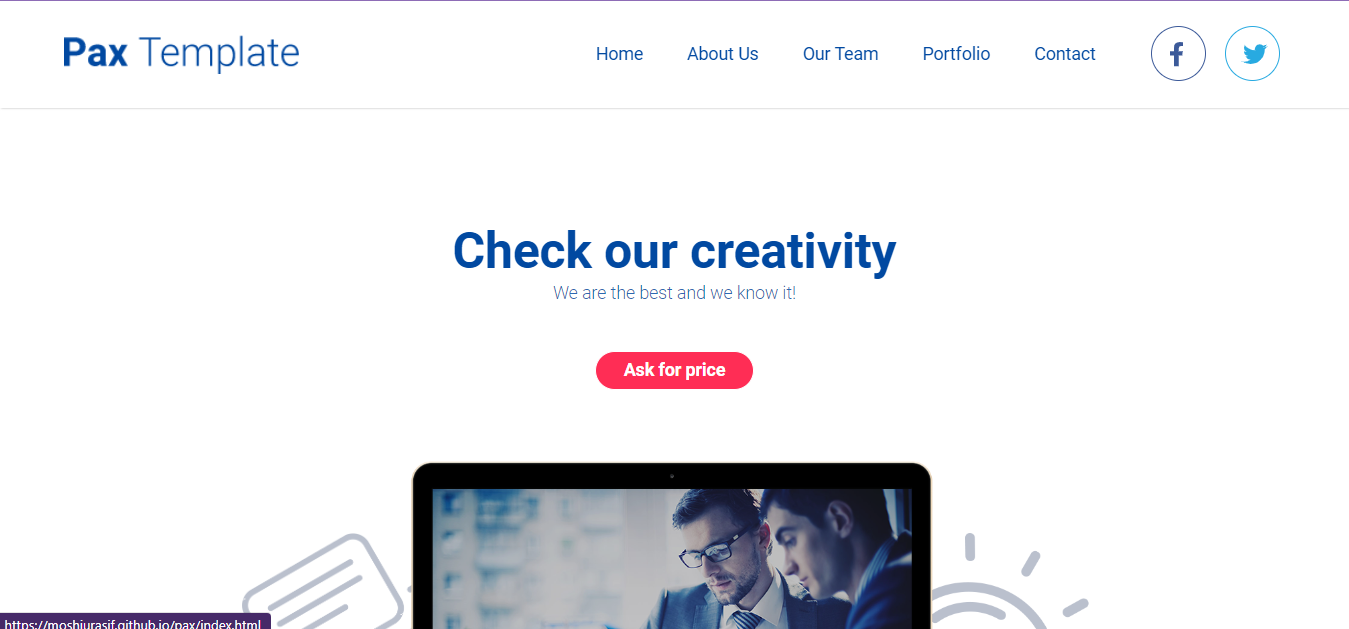 Pax Template
Home About Us Our Team Portfolio Contact
Check our creativity
We are the best and we know it!
Ask for price
https://moshiurasif.github.io/pax/index.html